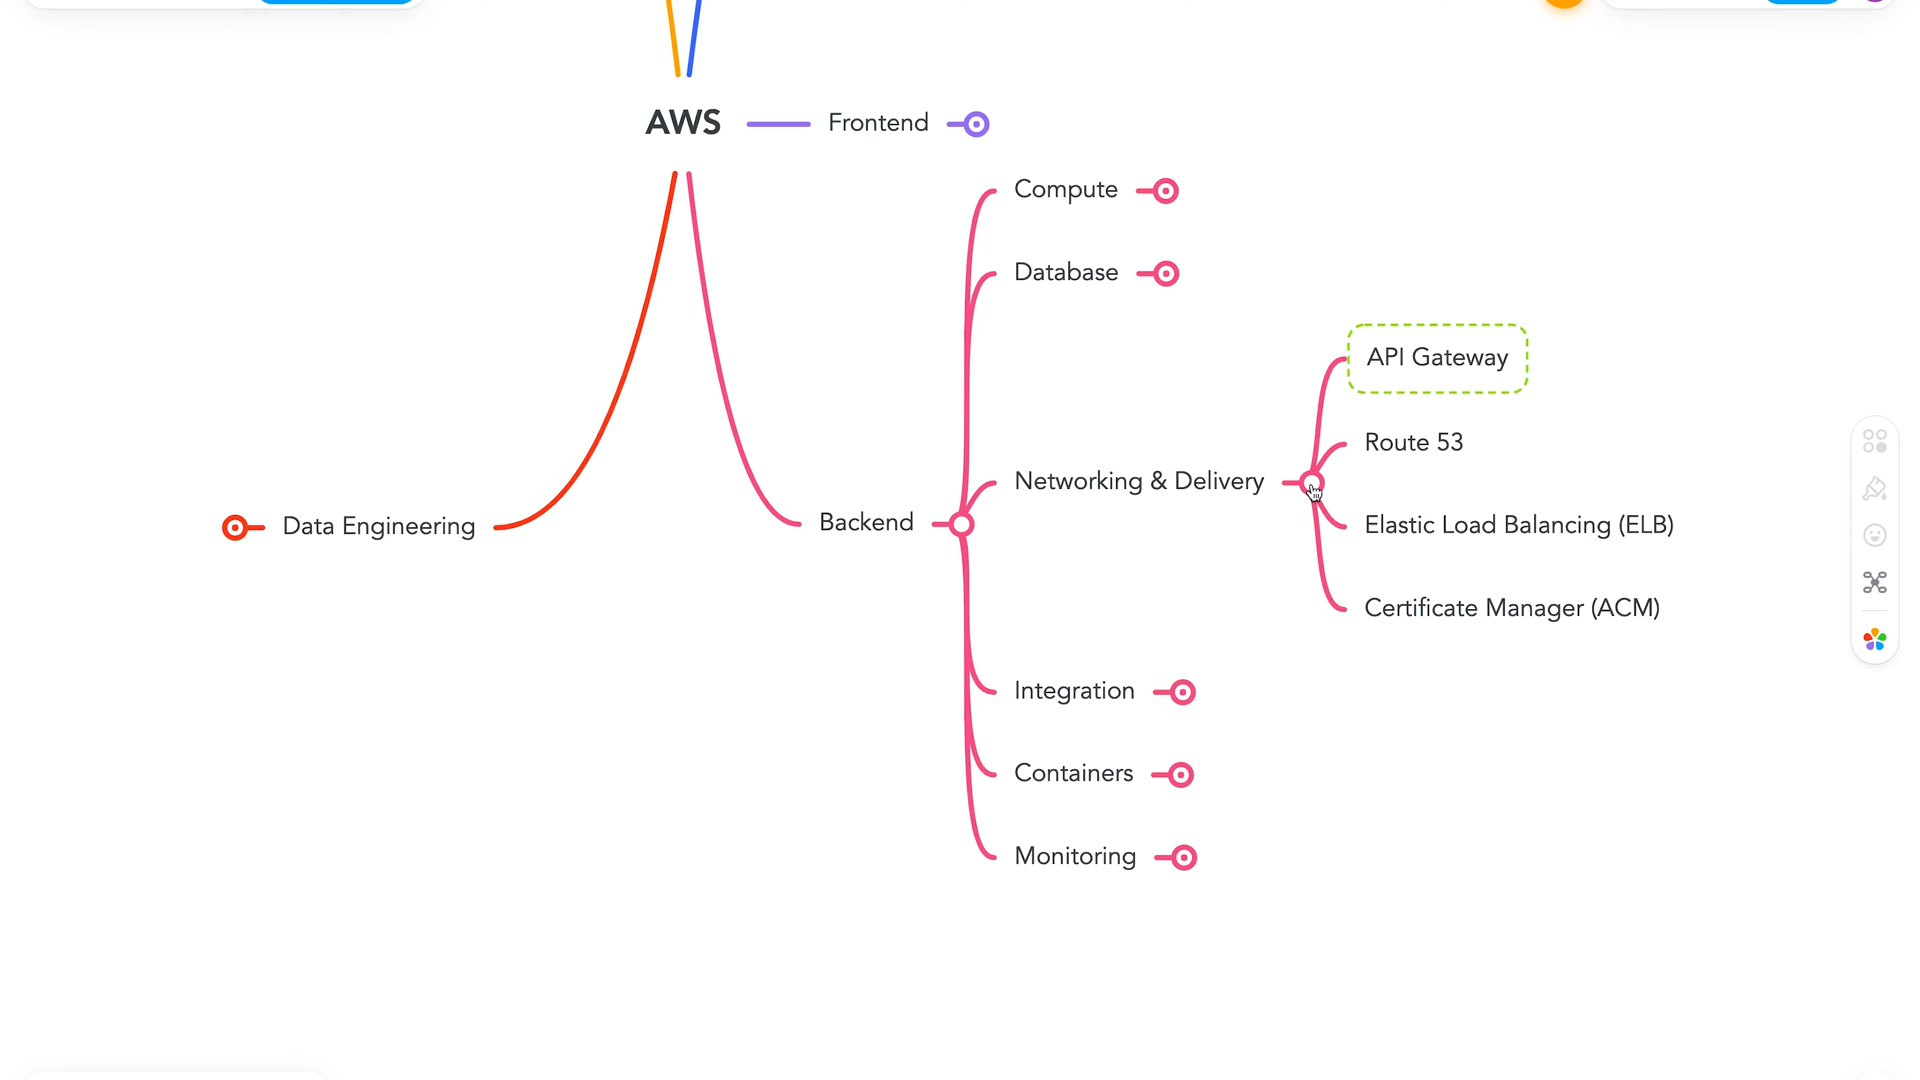 AWS
Frontend
Compute
Database
API Gateway
Route 53
Networking & Delivery
Elastic Load Balancing (ELB)
Data Engineering
Backend
Certificate Manager (ACM)
Integration
Containers
Monitoring